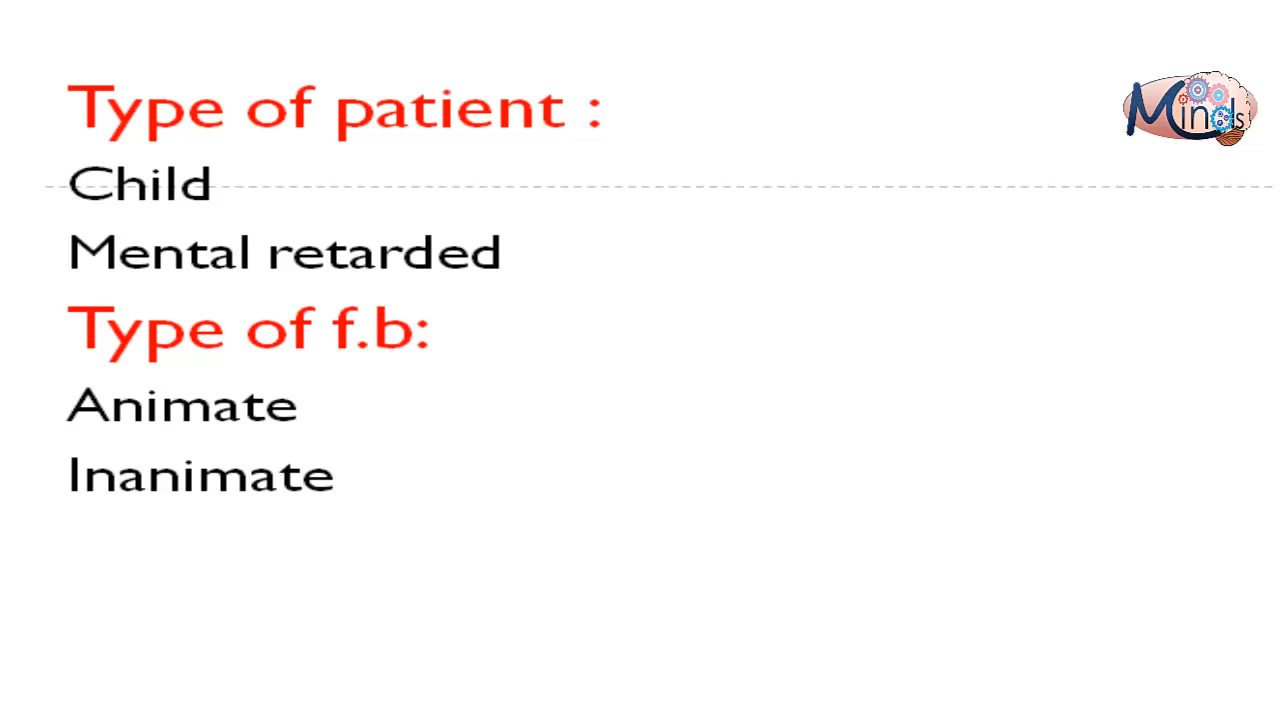 Type of patient :
Minds
Child
Mental retarded
Type of f.b:
Animate
Inanimate